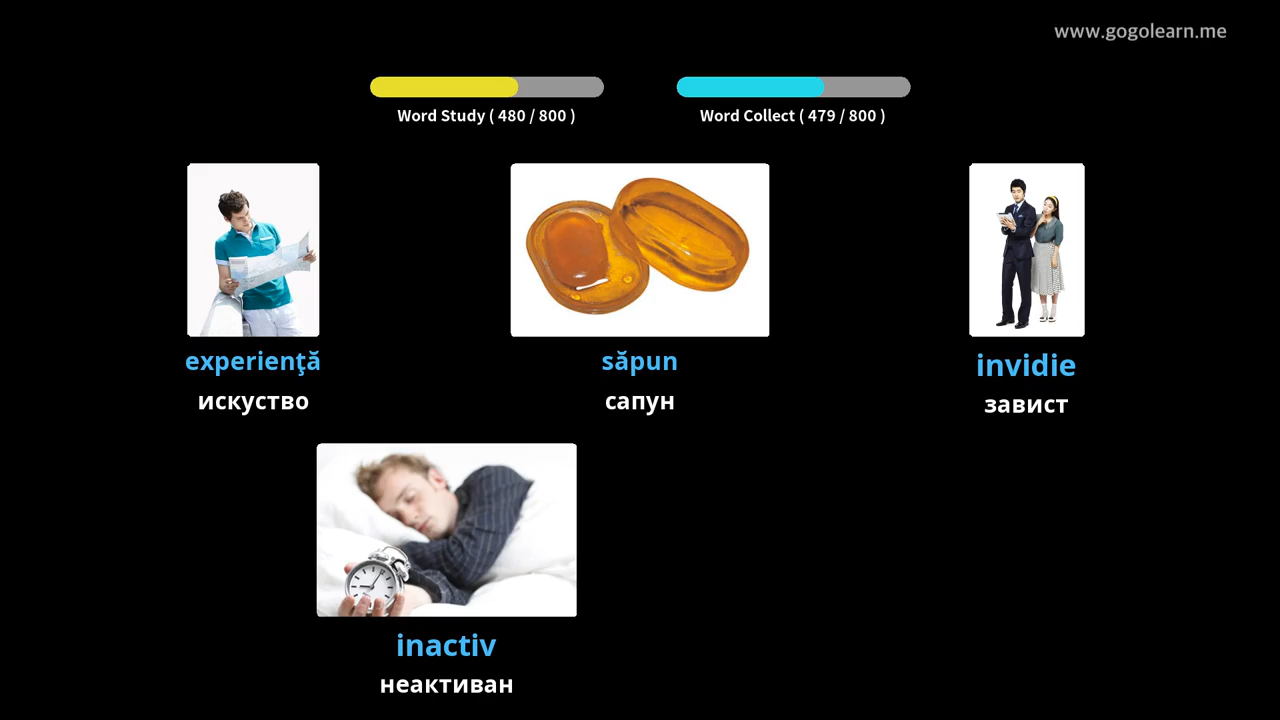 www.gogolearn.me
Word Study ( 480 / 800 )
Word Collect ( 479 / 800 )
experienţă
săpun
invidie
искуство
сапун
завист
inactiv
неактиван